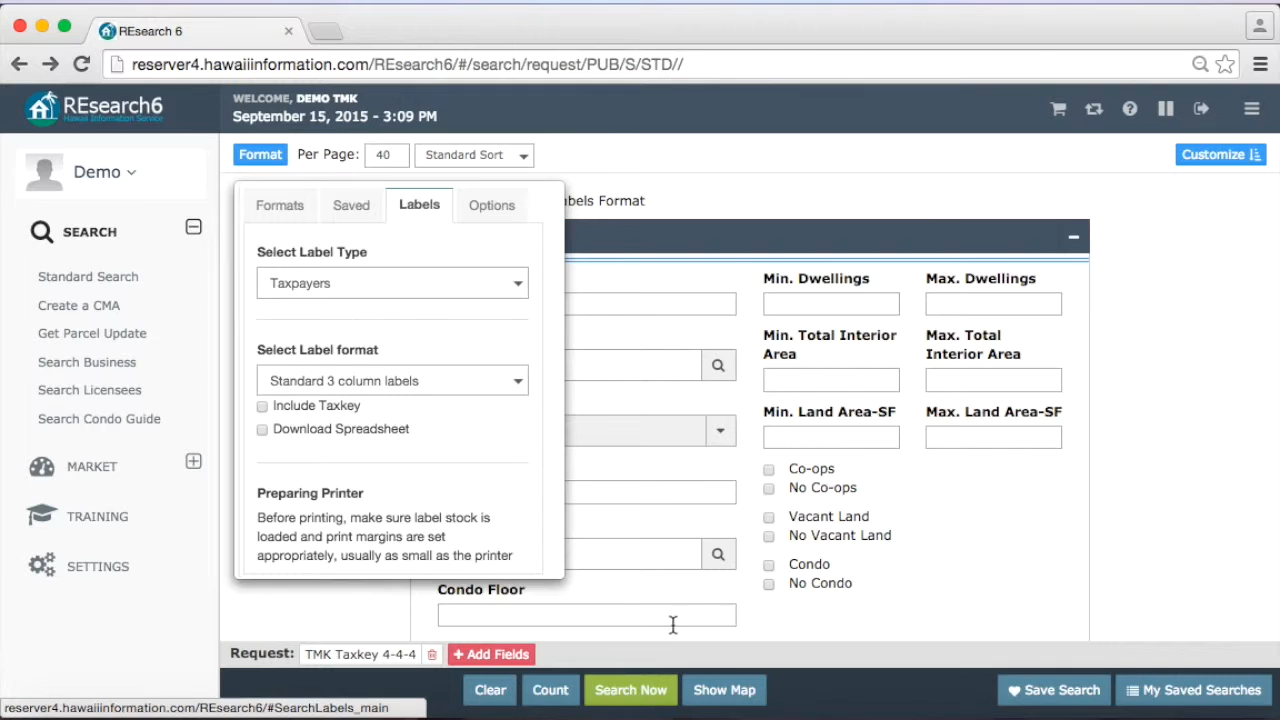 REsearch 6
reserver4.hawaiiinformation.com/REsearch6/#/search/request/PUB/S/STD//
REsearch6
Hawaii Information Service
WELCOME, DEMO TMK
September 15, 2015 - 3:09 PM
Demo
SEARCH
Standard Search
Create a CMA
Get Parcel Update
Search Business
Search Licensees
Search Condo Guide
MARKET
TRAINING
SETTINGS
Format Per Page: 40 Standard Sort Customize
Formats Saved Labels Options
abels Format
Select Label Type
Taxpayers
Select Label format
Standard 3 column labels
Include Taxkey
Download Spreadsheet
Preparing Printer
Before printing, make sure label stock is
loaded and print margins are set
appropriately, usually as small as the printer
Min. Dwellings Max. Dwellings
Min. Total Interior
Area
Max. Total
Interior Area
Min. Land Area-SF Max. Land Area-SF
Co-ops
No Co-ops
Vacant Land
No Vacant Land
Condo
No Condo
Condo Floor
Request: TMK Taxkey 4-4-4 + Add Fields
Clear Count Search Now Show Map Save Search My Saved Searches
reserver4.hawaiiinformation.com/REsearch6/#SearchLabels_main